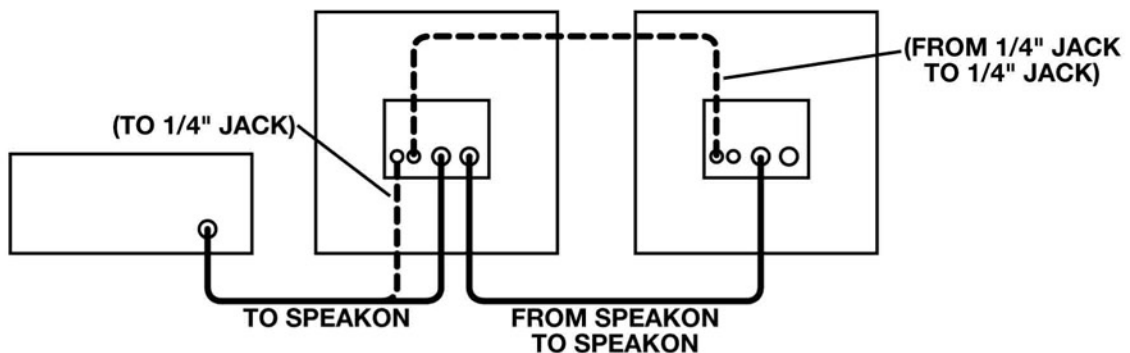 (FROM 1/4" JACK
TO 1/4" JACK)
(TO 1/4" JACK)
TO SPEAKON
FROM SPEAKON
TO SPEAKON